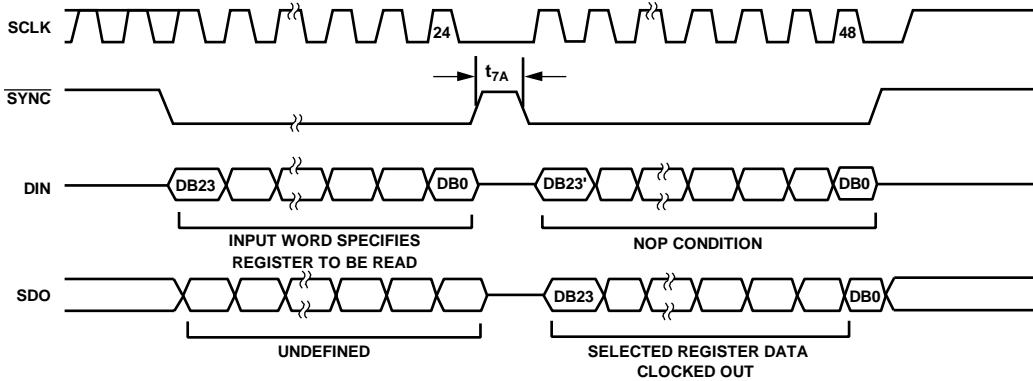 SCLK
24
48
t7A
SYNC
DIN
DB23
DB0
DB23'
DB0
INPUT WORD SPECIFIES
REGISTER TO BE READ
NOP CONDITION
SDO
DB23
DB0
UNDEFINED
SELECTED REGISTER DATA
CLOCKED OUT